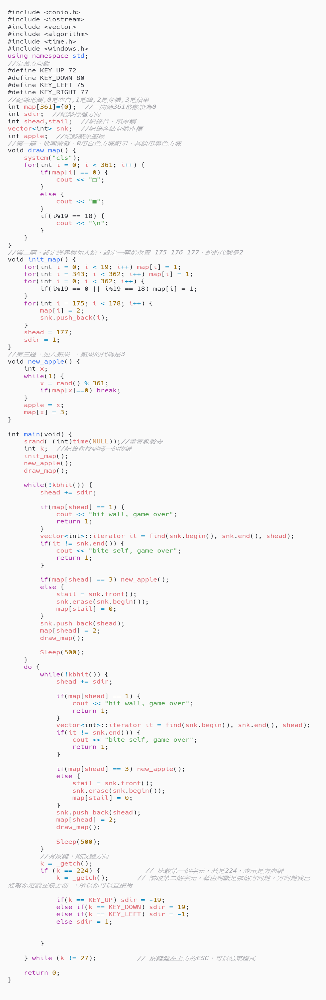 #include <conio.h>
#include <iostream>
#include <vector>
#include <algorithm>
#include <time.h>
#include <windows.h>
using namespace std;
//定義方向鍵
#define KEY_UP 72
#define KEY_DOWN 80
#define KEY_LEFT 75
#define KEY_RIGHT 77
//紀錄地圖,0是空白,1是牆,2是身體,3是蘋果
int map[361]={0};  //一開始361格都設為0
int sdir;  //紀錄行進方向
int shead,stail;  //紀錄首，尾座標
vector<int> snk;  //紀錄各節身體座標
int apple;  //紀錄蘋果座標
//第一題，地圖繪製，0用白色方塊顯示，其餘用黑色方塊
void draw_map() {
    system("cls");
    for(int i = 0; i < 361; i++) {
        if(map[i] == 0) {
            cout << "□";
        }
        else {
            cout << "■";
        }
        if(i%19 == 18) {
            cout << "\n";
        }
    }
}
//第二題，設定邊界與加入蛇，設定一開始位置 175 176 177，蛇的代號是2
void init_map() {
    for(int i = 0; i < 19; i++) map[i] = 1;
    for(int i = 343; i < 362; i++) map[i] = 1;
    for(int i = 0; i < 362; i++) {
        if(i%19 == 0 || i%19 == 18) map[i] = 1;
    }
    for(int i = 175; i < 178; i++) {
        map[i] = 2;
        snk.push_back(i);
    }
    shead = 177;
    sdir = 1;
}
//第三題，加入蘋果 ，蘋果的代碼是3
void new_apple() {
    int x;
    while(1) {
        x = rand() % 361;
        if(map[x]==0) break;
    }
    apple = x;
    map[x] = 3;
}

int main(void) {
    srand( (int)time(NULL));//重置亂數表
    int k;  //紀錄你按到哪一個按鍵
    init_map();
    new_apple();
    draw_map();

    while(!kbhit()) {
        shead += sdir;

        if(map[shead] == 1) {
            cout << "hit wall, game over";
            return 1;
        }
        vector<int>::iterator it = find(snk.begin(), snk.end(), shead);
        if(it != snk.end()) {
            cout << "bite self, game over";
            return 1;
        }

        if(map[shead] == 3) new_apple();
        else {
            stail = snk.front();
            snk.erase(snk.begin());
            map[stail] = 0;
        }
        snk.push_back(shead);
        map[shead] = 2;
        draw_map();

        Sleep(500);
    }
    do {
        while(!kbhit()) {
            shead += sdir;

            if(map[shead] == 1) {
                cout << "hit wall, game over";
                return 1;
            }
            vector<int>::iterator it = find(snk.begin(), snk.end(), shead);
            if(it != snk.end()) {
                cout << "bite self, game over";
                return 1;
            }

            if(map[shead] == 3) new_apple();
            else {
                stail = snk.front();
                snk.erase(snk.begin());
                map[stail] = 0;
            }
            snk.push_back(shead);
            map[shead] = 2;
            draw_map();

            Sleep(500);
        }
        //有按鍵，則改變方向
        k = _getch();
        if (k == 224) {           // 比較第一個字元，若是224，表示是方向鍵
            k = _getch();       // 讀取第二個字元，藉由判斷是哪個方向鍵，方向鍵我已
經幫你定義在最上面 ，所以你可以直接用

            if(k == KEY_UP) sdir = -19;
            else if(k == KEY_DOWN) sdir = 19;
            else if(k == KEY_LEFT) sdir = -1;
            else sdir = 1;


        }

    } while (k != 27);          // 按鍵盤左上方的ESC，可以結束程式

    return 0;
}